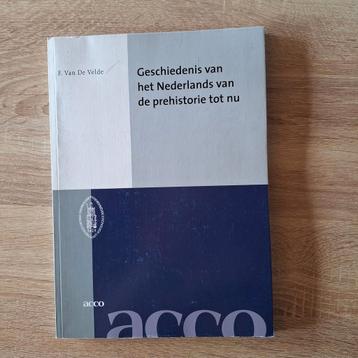 F. Van De Velde
Geschiedenis van
het Nederlands van
de prehistorie tot nu
acco
acco